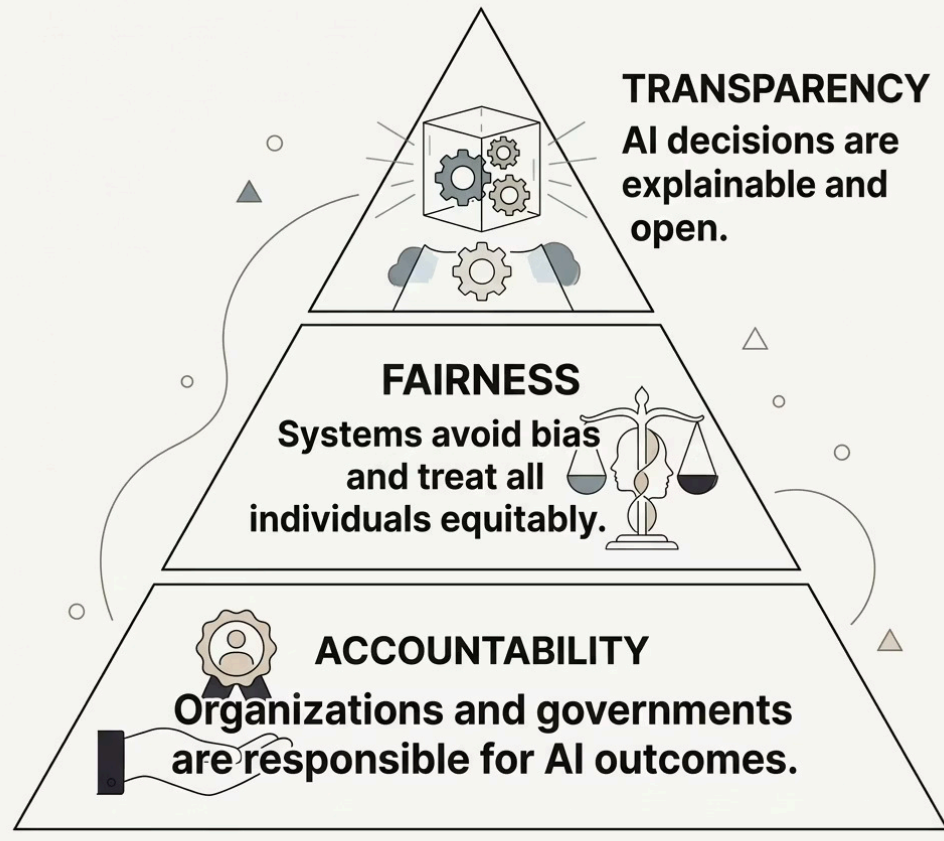 TRANSPARENCY
AI decisions are
explainable and
open.
FAIRNESS
Systems avoid bias
and treat all
individuals equitably.
ACCOUNTABILITY
Organizations and governments
are responsible for AI outcomes.